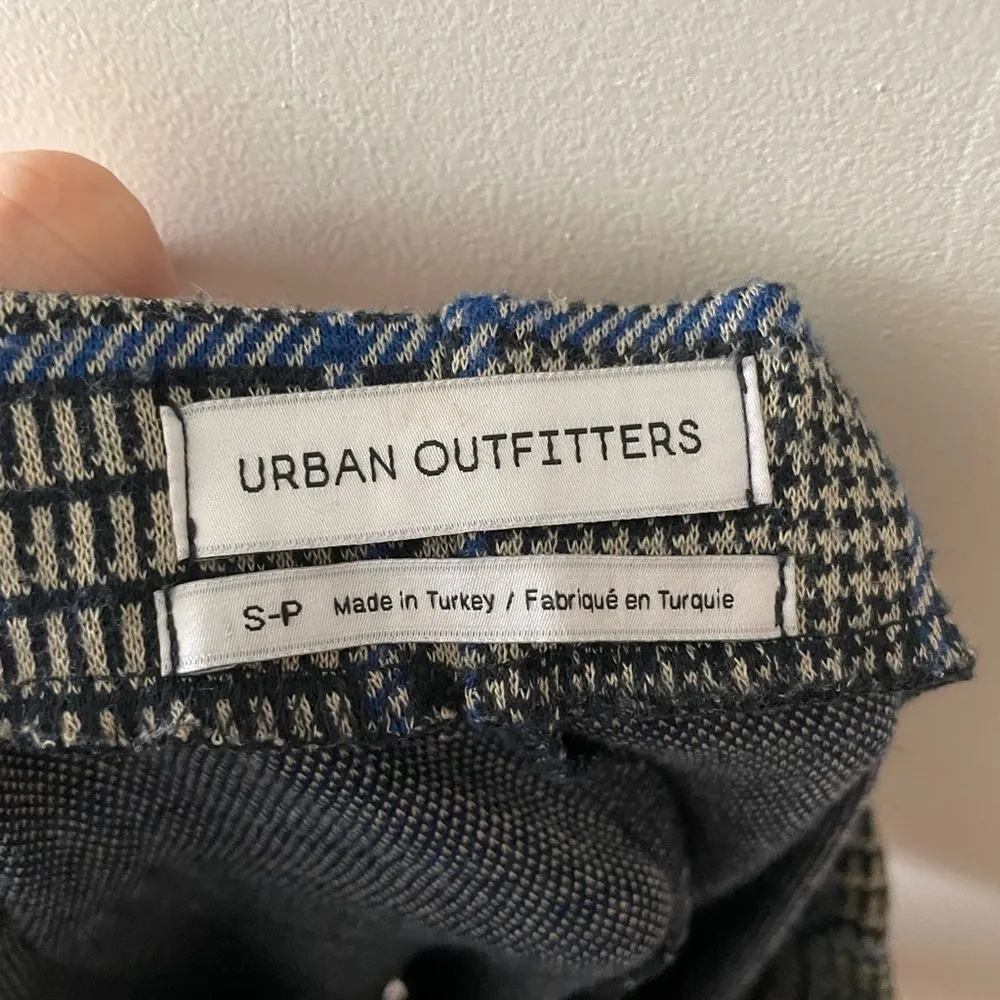 URBAN OUTFITTERS
S-P Made in Turkey / Fabriqué en Turquie